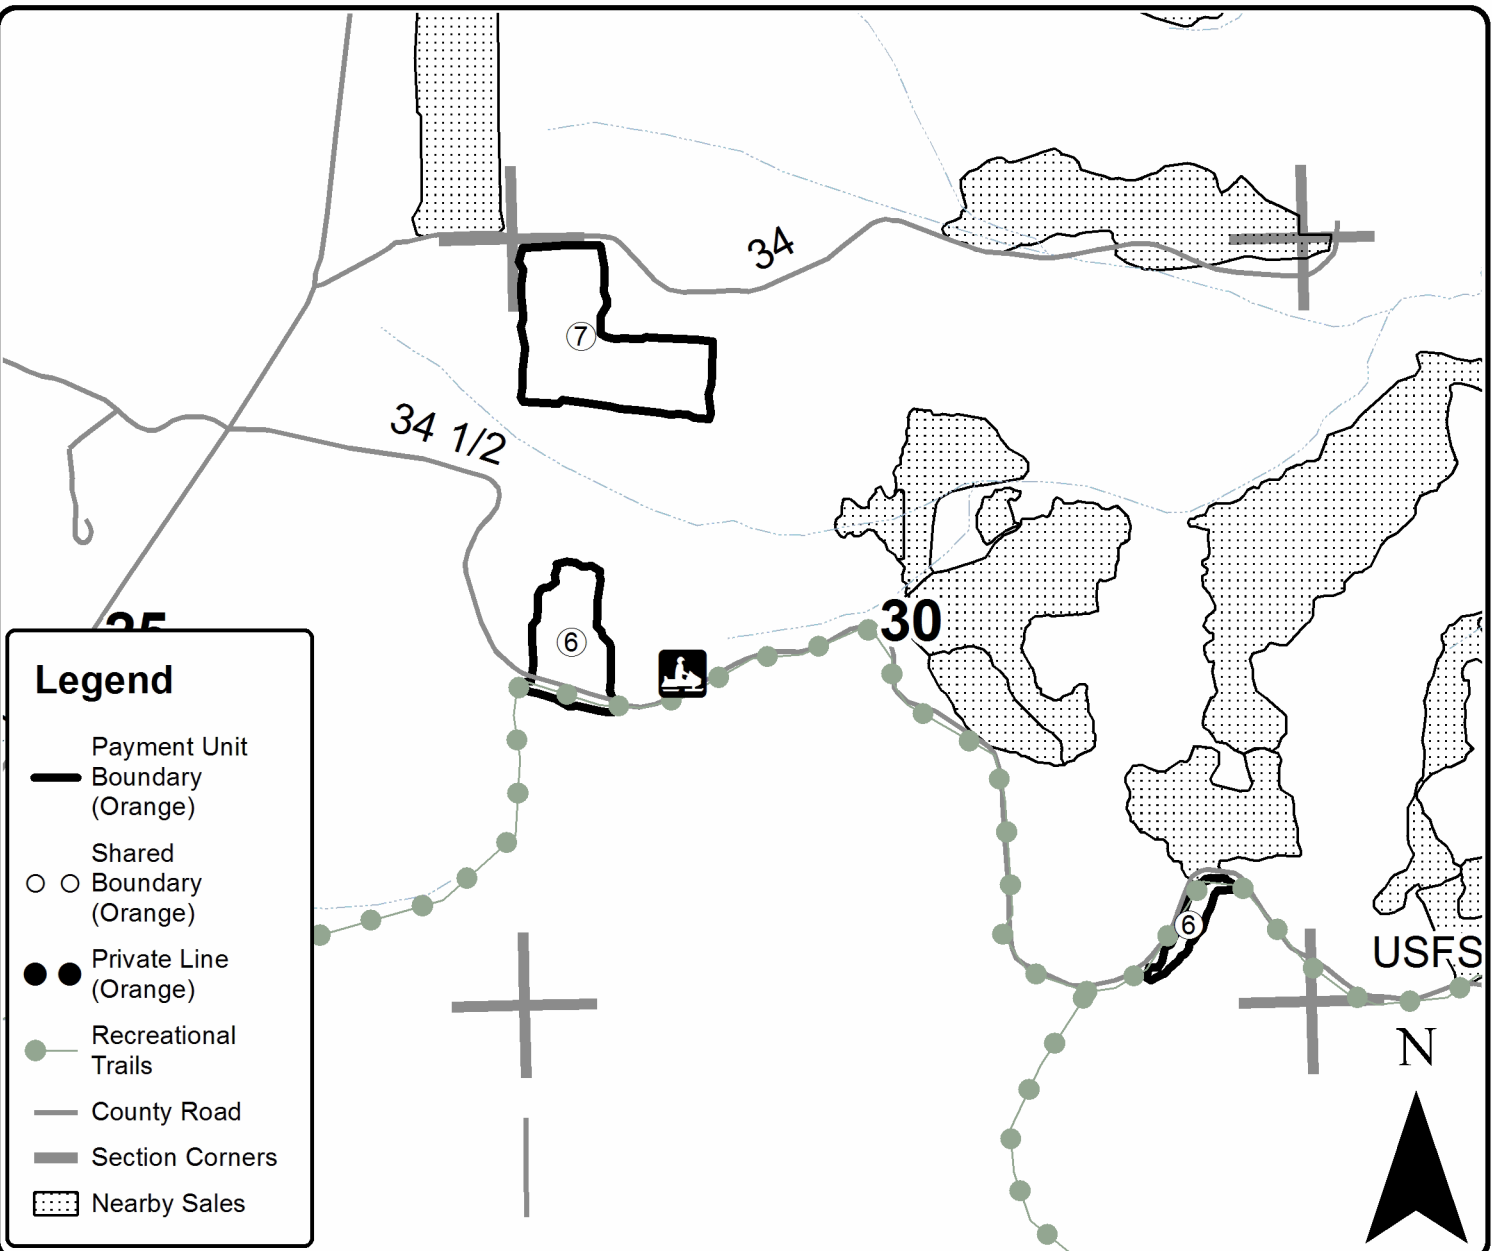 34
7
34 1/2
6
30
6
USFS
N
Legend
Payment Unit
Boundary
(Orange)
Shared
Boundary
(Orange)
Private Line
(Orange)
Recreational
Trails
County Road
Section Corners
Nearby Sales